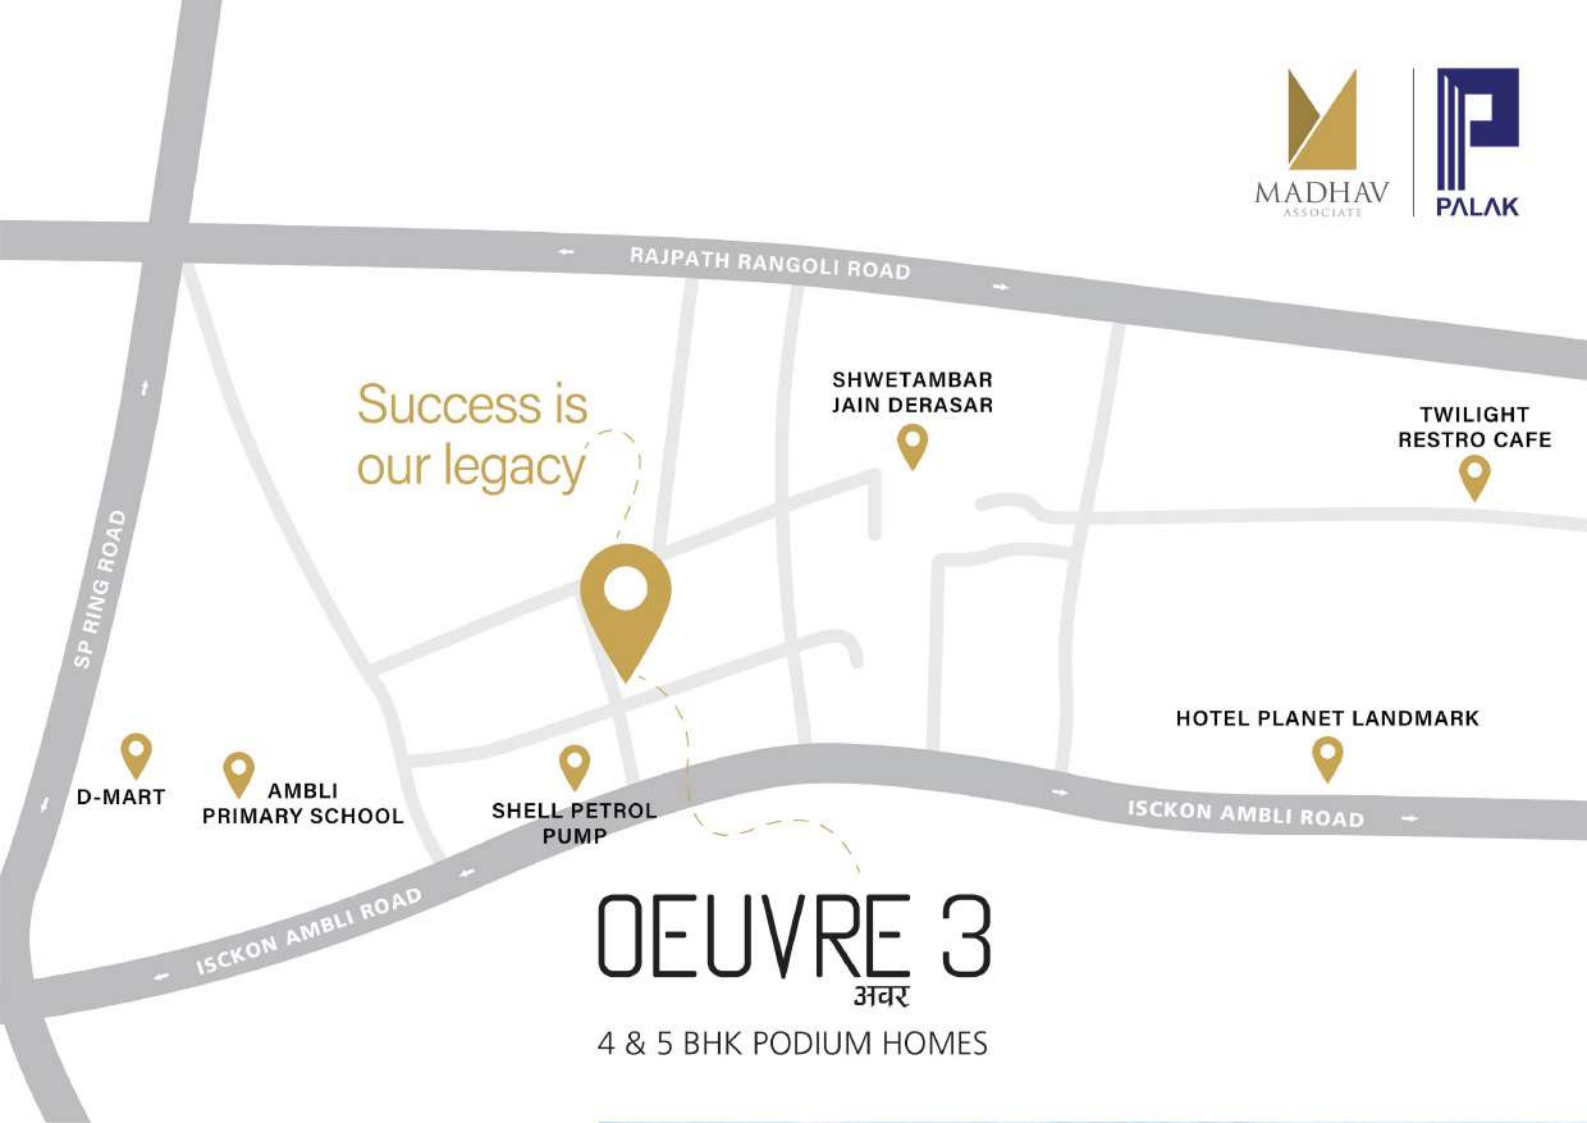 MADHAV
ASSOCIATE
PALAK
RAJPATH RANGOLI ROAD
Success is
our legacy
SHWETAMBAR
JAIN DERASAR
TWILIGHT
RESTRO CAFE
SP RING ROAD
HOTEL PLANET LANDMARK
D-MART
AMBLI
PRIMARY SCHOOL
SHELL PETROL
PUMP
ISCKON AMBLI ROAD
ISCKON AMBLI ROAD
OEUVRE 3
अवर
4 & 5 BHK PODIUM HOMES